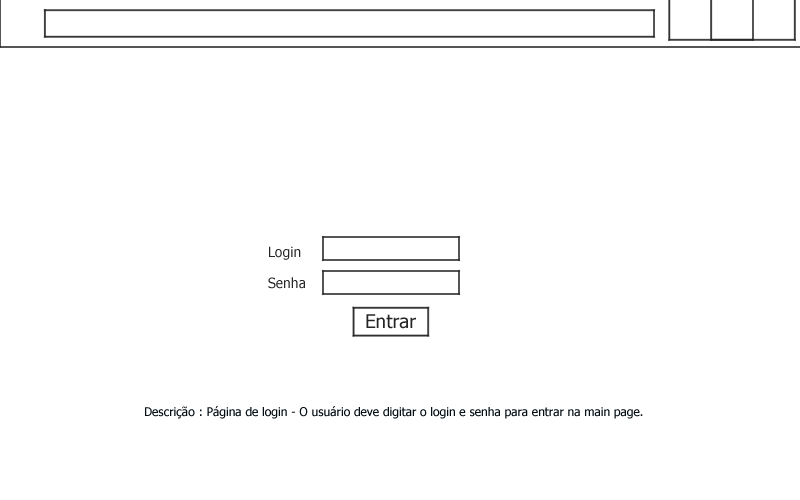 Login
Senha
Entrar
Descrição : Página de login - O usuário deve digitar o login e senha para entrar na main page.